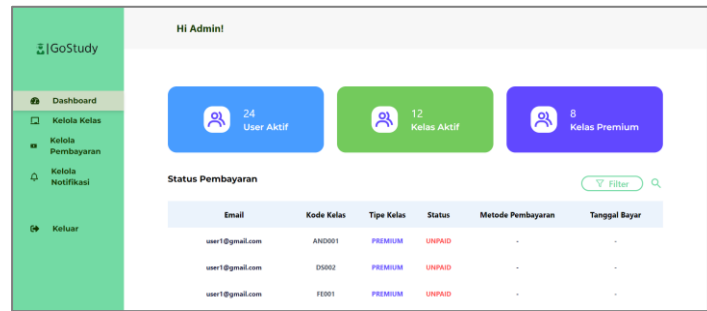 |GoStudy
Dashboard
Kelola Kelas
Kelola
Pembayaran
Kelola
Notifikasi
Keluar
Hi Admin!
24
User Aktif
12
Kelas Aktif
8
Kelas Premium
Status Pembayaran
Filter
Email Kode Kelas Tipe Kelas Status Metode Pembayaran Tanggal Bayar
user1@gmail.com AND001 PREMIUM UNPAID - -
user1@gmail.com DS002 PREMIUM UNPAID - -
user1@gmail.com FE001 PREMIUM UNPAID - -